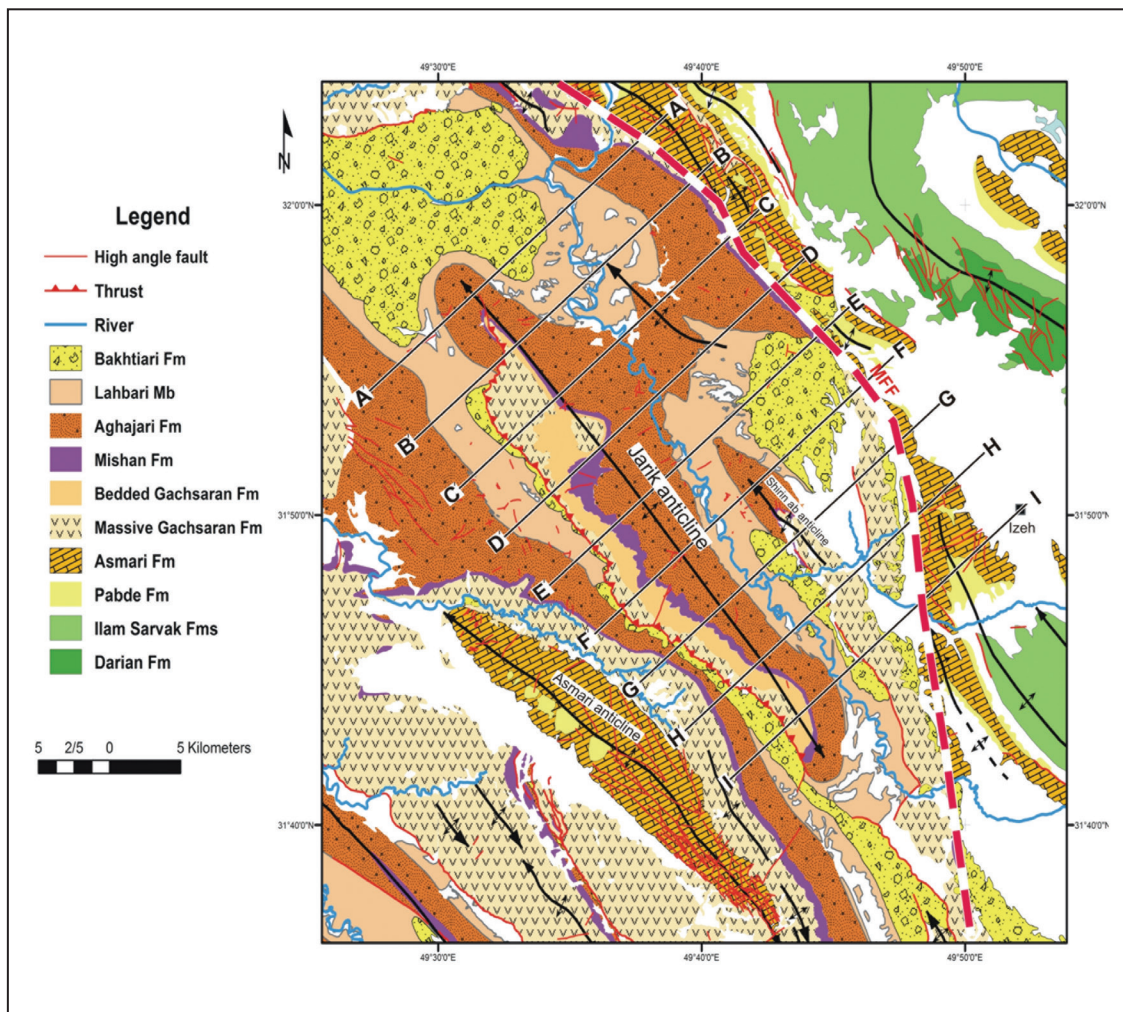 49°30'0"E 49°40'0"E 49°50'0"E
N
Legend
High angle fault
Thrust
River
Bakhtiari Fm
Lahbari Mb
Aghajari Fm
Mishan Fm
Bedded Gachsaran Fm
Massive Gachsaran Fm
Asmari Fm
Pabde Fm
Ilam Sarvak Fms
Darian Fm
5 2/5 0 5 Kilometers
32°0'0"N
31°50'0"N
31°40'0"N
A
B
C
D
E
F
G
H
I
MFF
Jarik anticline
Shirin ab anticline
Asmari anticline
Izeh
A
B
C
D
E
F
G
H
I
32°0'0"N
31°50'0"N
31°40'0"N
49°30'0"E 49°40'0"E 49°50'0"E